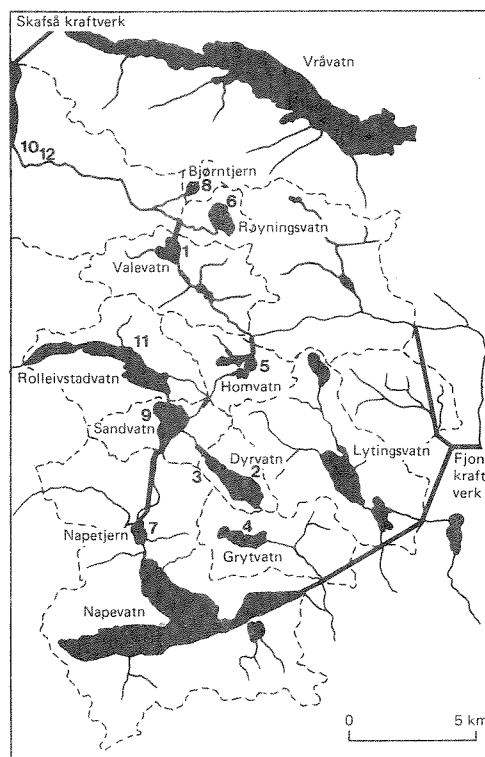 Skafså kraftverk
Vråvatn
10 12
Bjørntjern
8
6
Røyningsvatn
1
Valevatn
11
5
Rolleivstadvatn
Homvatn
9
Sandvatn
Dyrvatn
2
3
Lytingsvatn
Fjon
kraft
verk
7
4
Napetjern
Grytvatn
Napevatn
0 5 km